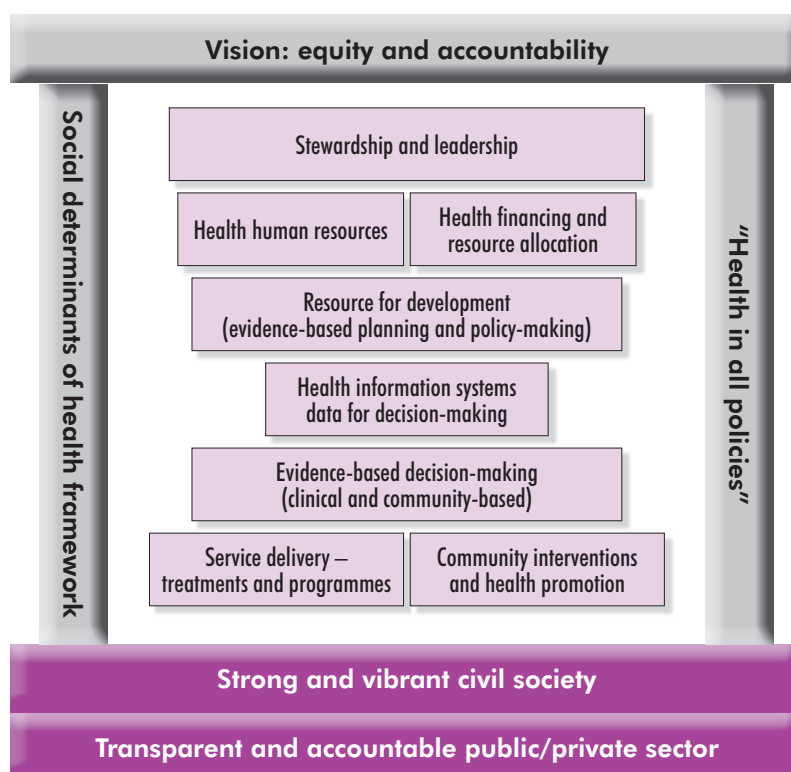 Vision: equity and accountability
Social determinants of health framework
Stewardship and leadership
Health human resources
Health financing and
resource allocation
Resource for development
(evidence-based planning and policy-making)
Health information systems
data for decision-making
Evidence-based decision-making
(clinical and community-based)
Service delivery –
treatments and programmes
Community interventions
and health promotion
"Health in all policies"
Strong and vibrant civil society
Transparent and accountable public/private sector